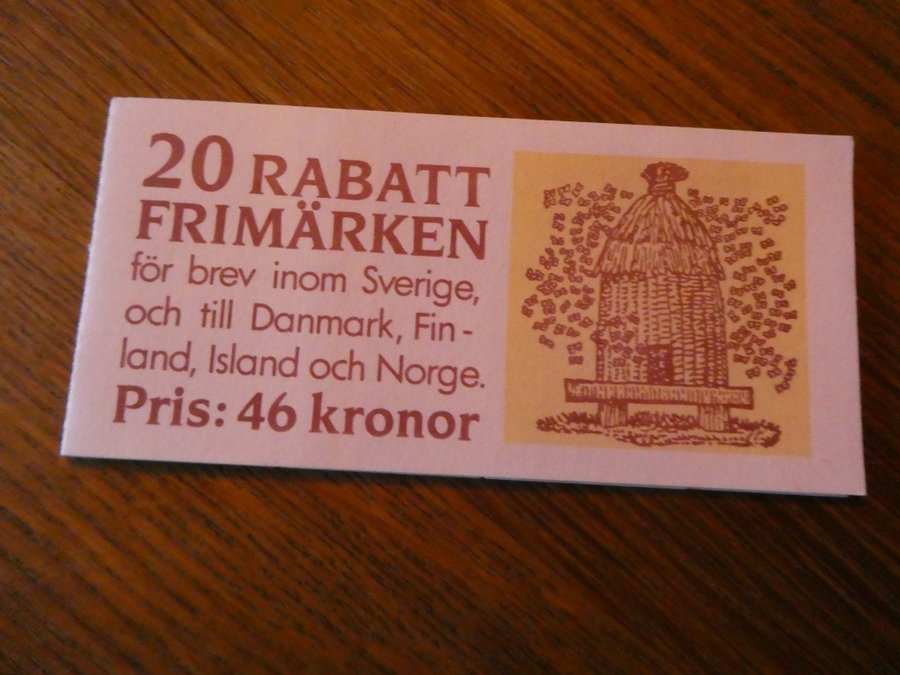 20 RABATT
FRIMÄRKEN
för brev inom Sverige,
och till Danmark, Fin-
land, Island och Norge.
Pris: 46 kronor